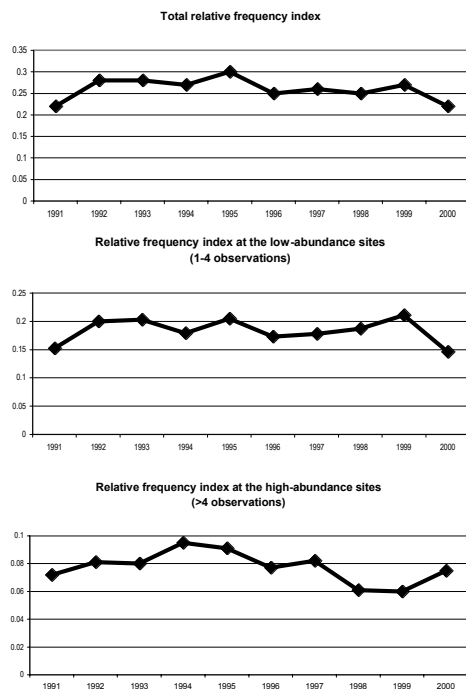 Total relative frequency index
0.35
0.3
0.25
0.2
0.15
0.1
0.05
0
1991 1992 1993 1994 1995 1996 1997 1998 1999 2000
Relative frequency index at the low-abundance sites
(1-4 observations)
0.25
0.2
0.15
0.1
0.05
0
1991 1992 1993 1994 1995 1996 1997 1998 1999 2000
Relative frequency index at the high-abundance sites
(>4 observations)
0.1
0.08
0.06
0.04
0.02
0
1991 1992 1993 1994 1995 1996 1997 1998 1999 2000